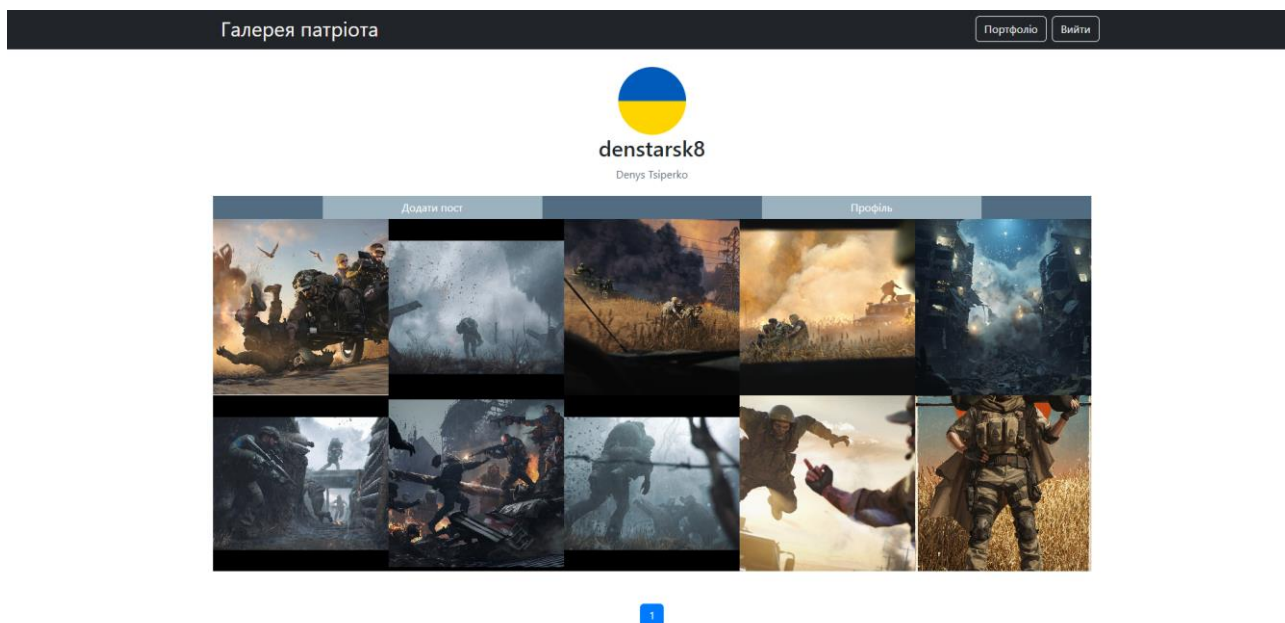 Галерея патріота
Портфоліо Вийти
denstarsk8
Denys Tsiperko
Додати пост Профіль
1